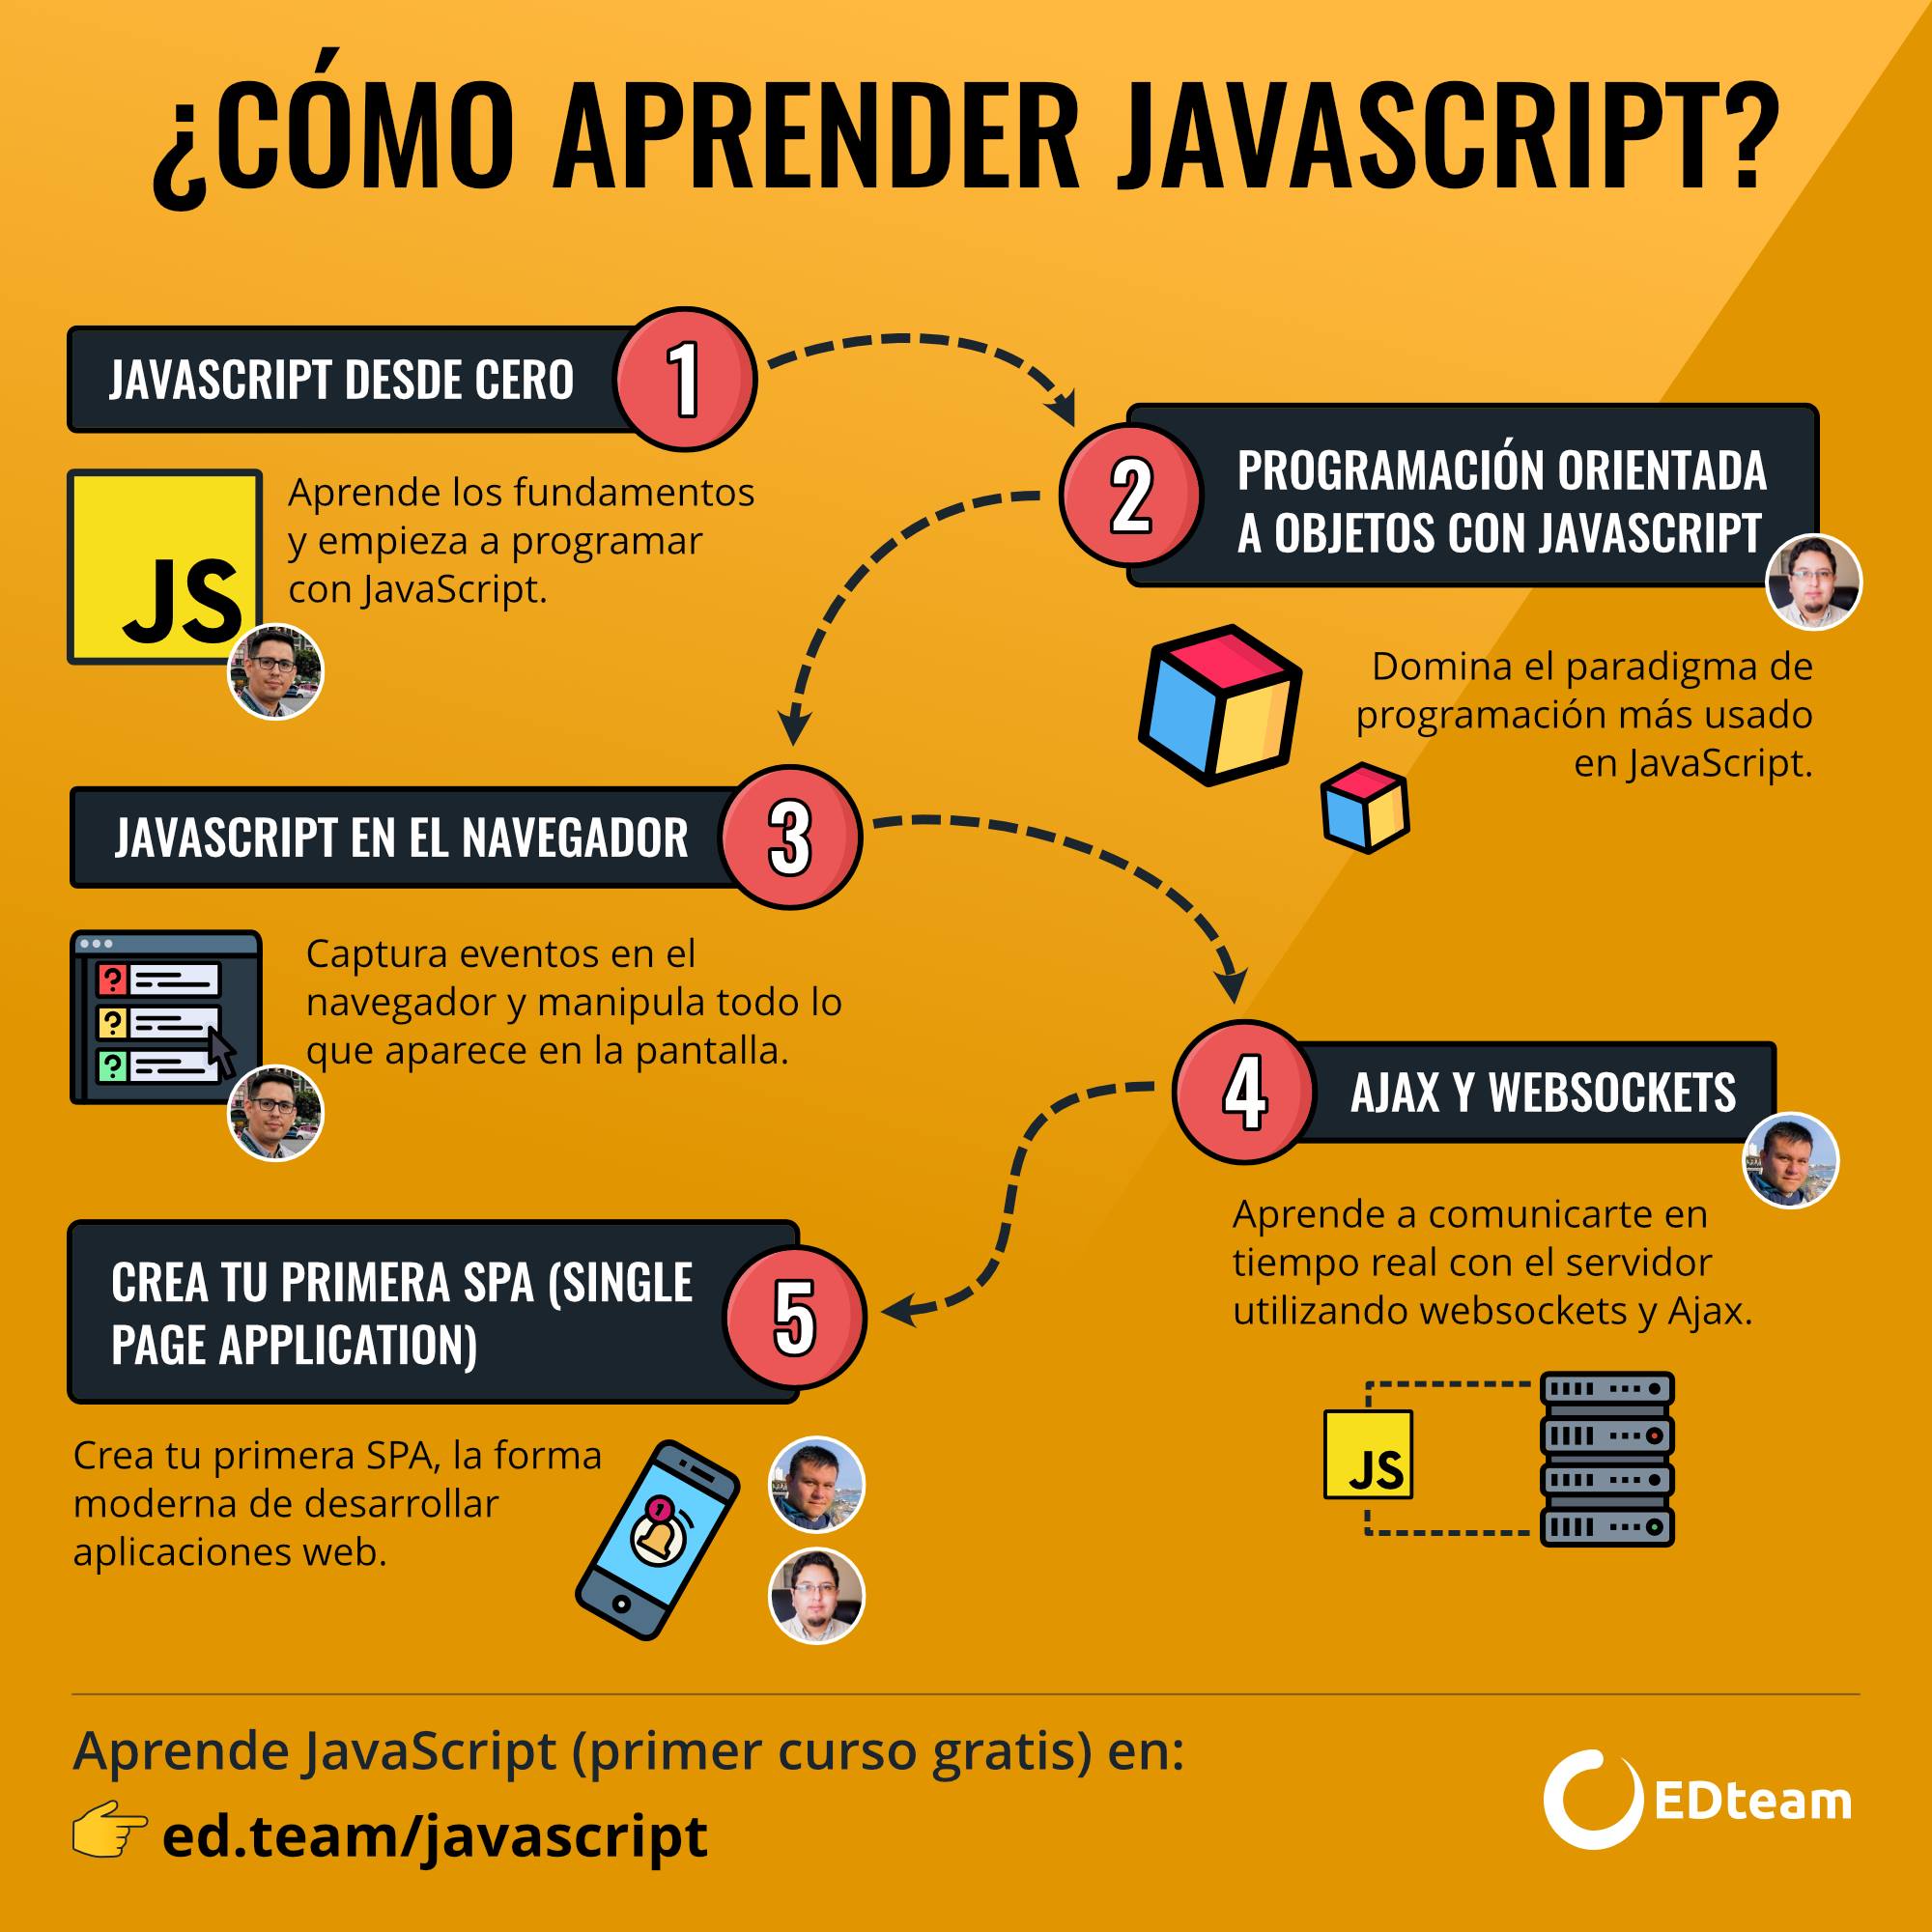 ¿CÓMO APRENDER JAVASCRIPT?
JAVASCRIPT DESDE CERO
1
JS
Aprende los fundamentos
y empieza a programar
con JavaScript.
2
PROGRAMACIÓN ORIENTADA
A OBJETOS CON JAVASCRIPT
Domina el paradigma de
programación más usado
en JavaScript.
JAVASCRIPT EN EL NAVEGADOR
3
?
?
?
Captura eventos en el
navegador y manipula todo lo
que aparece en la pantalla.
4
AJAX Y WEBSOCKETS
Aprende a comunicarte en
tiempo real con el servidor
utilizando websockets y Ajax.
JS
CREA TU PRIMERA SPA (SINGLE
PAGE APPLICATION)
5
Crea tu primera SPA, la forma
moderna de desarrollar
aplicaciones web.
1
Aprende JavaScript (primer curso gratis) en:
ed.team/javascript
EDteam